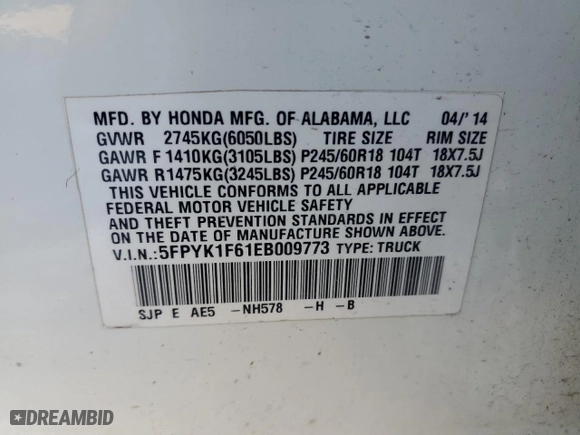 MFD. BY HONDA MFG. OF ALABAMA, LLC 04/'14
GVWR 2745KG(6050LBS) TIRE SIZE RIM SIZE
GAWR F 1410KG(3105LBS) P245/60R18 104T 18X7.5J
GAWR R 1475KG(3245LBS) P245/60R18 104T 18X7.5J
THIS VEHICLE CONFORMS TO ALL APPLICABLE
FEDERAL MOTOR VEHICLE SAFETY
AND THEFT PREVENTION STANDARDS IN EFFECT
ON THE DATE OF MANUFACTURE SHOWN ABOVE.
V.I.N.:5FPYK1F61EB009773 TYPE: TRUCK
SJP E AE5 -NH578 -H -B
DREAMBID